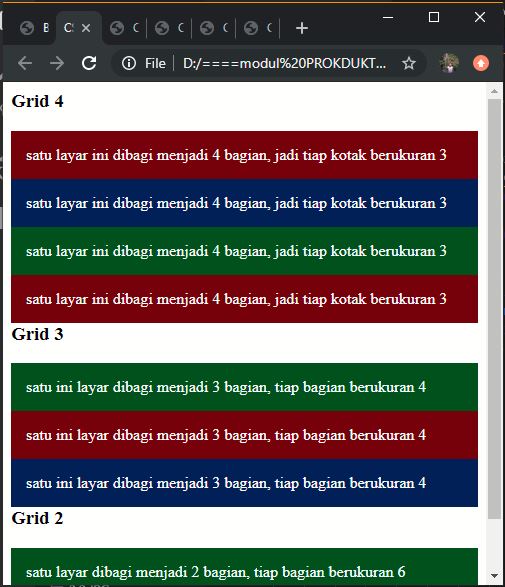 B
CS
C
C
C
C
File
D:/====modul%20PROKDUKT...
Grid 4
satu layar ini dibagi menjadi 4 bagian, jadi tiap kotak berukuran 3
satu layar ini dibagi menjadi 4 bagian, jadi tiap kotak berukuran 3
satu layar ini dibagi menjadi 4 bagian, jadi tiap kotak berukuran 3
satu layar ini dibagi menjadi 4 bagian, jadi tiap kotak berukuran 3
Grid 3
satu ini layar dibagi menjadi 3 bagian, tiap bagian berukuran 4
satu ini layar dibagi menjadi 3 bagian, tiap bagian berukuran 4
satu ini layar dibagi menjadi 3 bagian, tiap bagian berukuran 4
Grid 2
satu layar dibagi menjadi 2 bagian, tiap bagian berukuran 6